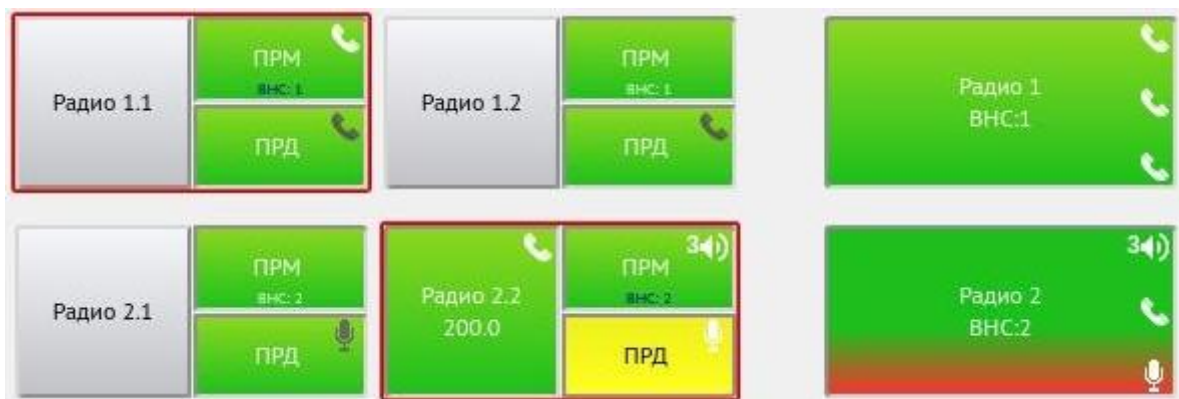 Радио 1.1
ПРМ
ВНС: 1
ПРД
Радио 1.2
ПРМ
ВНС: 1
ПРД
Радио 1
ВНС:1
Радио 2.1
ПРМ
ВНС: 2
ПРД
Радио 2.2
200.0
ПРМ
3
ВНС: 2
ПРД
Радио 2
ВНС:2
3